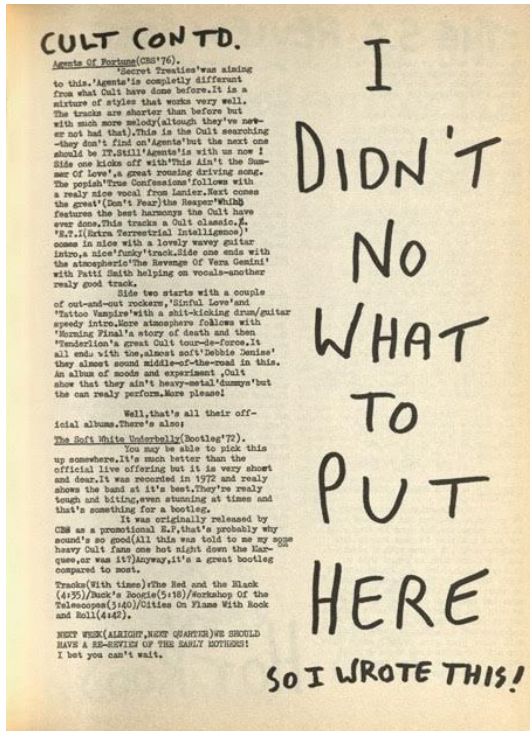 CULT CONTD.
Agents Of Fortune(CBS'76).
'Secret Treaties'was aiming
to this.'Agents'is completly different
from what Cult have done before.It is a
mixture of styles that works very well.
The tracks are shorter than before but
with much more melody(altough they've nev-
er not had that).This is the Cult searching
-they don't find on'Agents'but the next one
should be IT.Still'Agents'is with us now !
Side one kicks off with'This Ain't the Sum-
mer Of Love',a great rousing driving song.
The popish'True Confessions'follows with
a realy nice vocal from Lanier.Next comes
the great'(Don't Fear)the Reaper'Which
features the best harmonys the Cult have
ever done.This tracks a Cult classic.
'E.T.I(Extra Terrestrial Intelligence)'
comes in nice with a lovely wavey guitar
intro,a nice'funky'track.Side one ends with
the atmospheric'The Revenge Of Vera Gemini'
with Patti Smith helping on vocals-another
realy good track.
Side two starts with a couple
of out-and-out rockers,'Sinful Love'and
'Tattoo Vampire'with a shit-kicking drum/guitar
speedy intro.More atmosphere follows with
'Morning Final'a story of death and then
'Tenderlion'a great Cult tour-de-force.It
all ends with the,almost soft'Debbie Denise'
they almost sound middle-of-the-road in this.
An album of moods and experiment ,Cult
show that they ain't heavy-metal'dummys'but
the can realy perform.More please!
Well,that's all their off-
icial albums.There's also:
The Soft White Underbelly(Bootleg'72).
You may be able to pick this
up somewhere.It's much better than the
official live offering but it is very short
and dear.It was recorded in 1972 and realy
shows the band at it's best.They're realy
tough and biting,even stunning at times and
that's something for a bootleg.
It was originally released by
CBS as a promotional E.P,that's probably why
sound's so good(All this was told to me my some
heavy Cult fans one hot night down the Mar-
quee,or was it?)Anyway,it's a great bootleg
compared to most.
Tracks(With times):The Red and the Black
(4:35)/Buck's Boogie(5:18)/Workshop Of the
Telescopes(3:40)/Cities On Flame With Rock
and Roll(4:42).
NEXT WEEK(ALRIGHT,NEXT QUARTER)WE SHOULD
HAVE A RE-REVIEW OF THE EARLY MOTHERS!
I bet you can't wait.
I
DIDN'T
NO
WHAT
TO
PUT
HERE
SO I WROTE THIS!